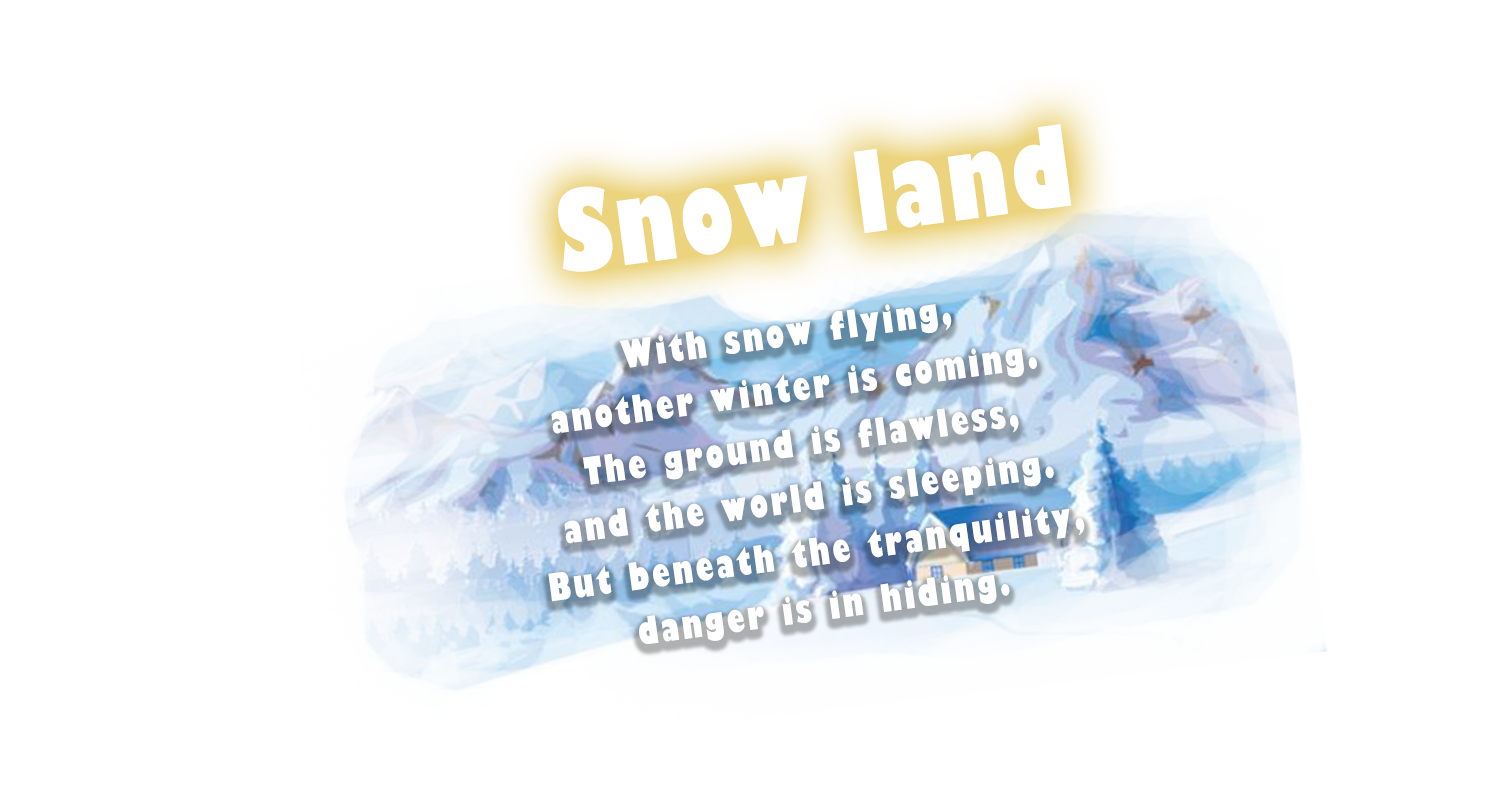 Snow land
With snow flying,
another winter is coming.
The ground is flawless,
and the world is sleeping.
But beneath the tranquility,
danger is in hiding.